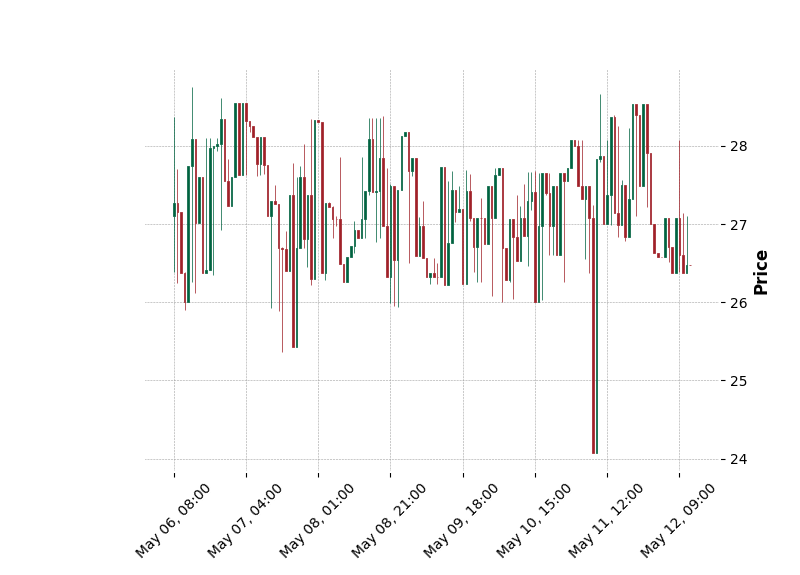 28
27
26
25
24
Price
May 06, 08:00
May 07, 04:00
May 08, 01:00
May 08, 21:00
May 09, 18:00
May 10, 15:00
May 11, 12:00
May 12, 09:00